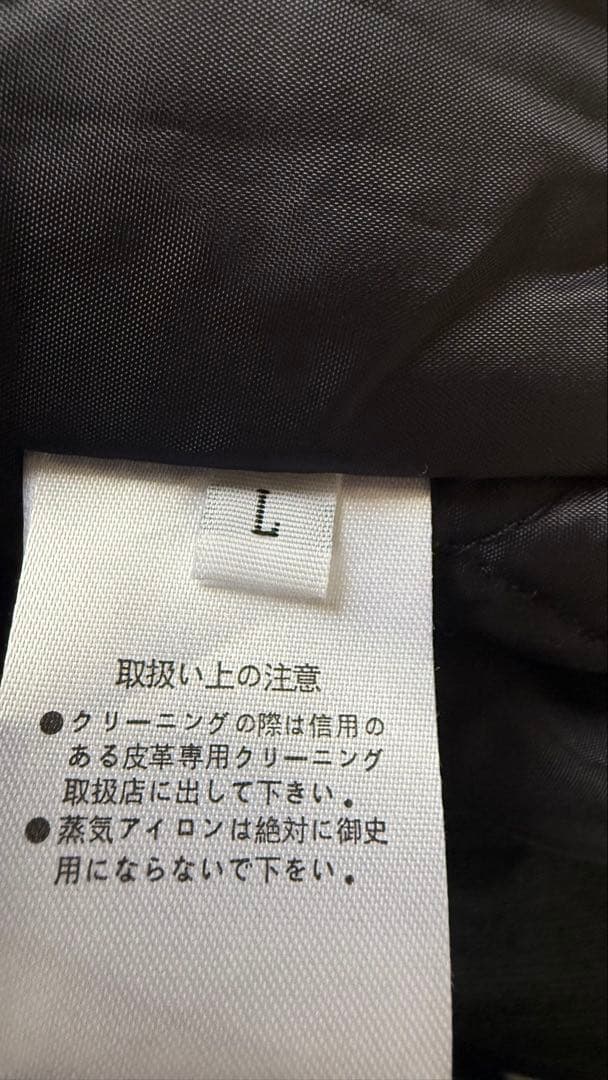 L
取扱い上の注意
●クリーニングの際は信用の
ある皮革専用クリーニング
取扱店に出して下きい.
●蒸気アイロンは絶対に御史
用にならないで下をい.